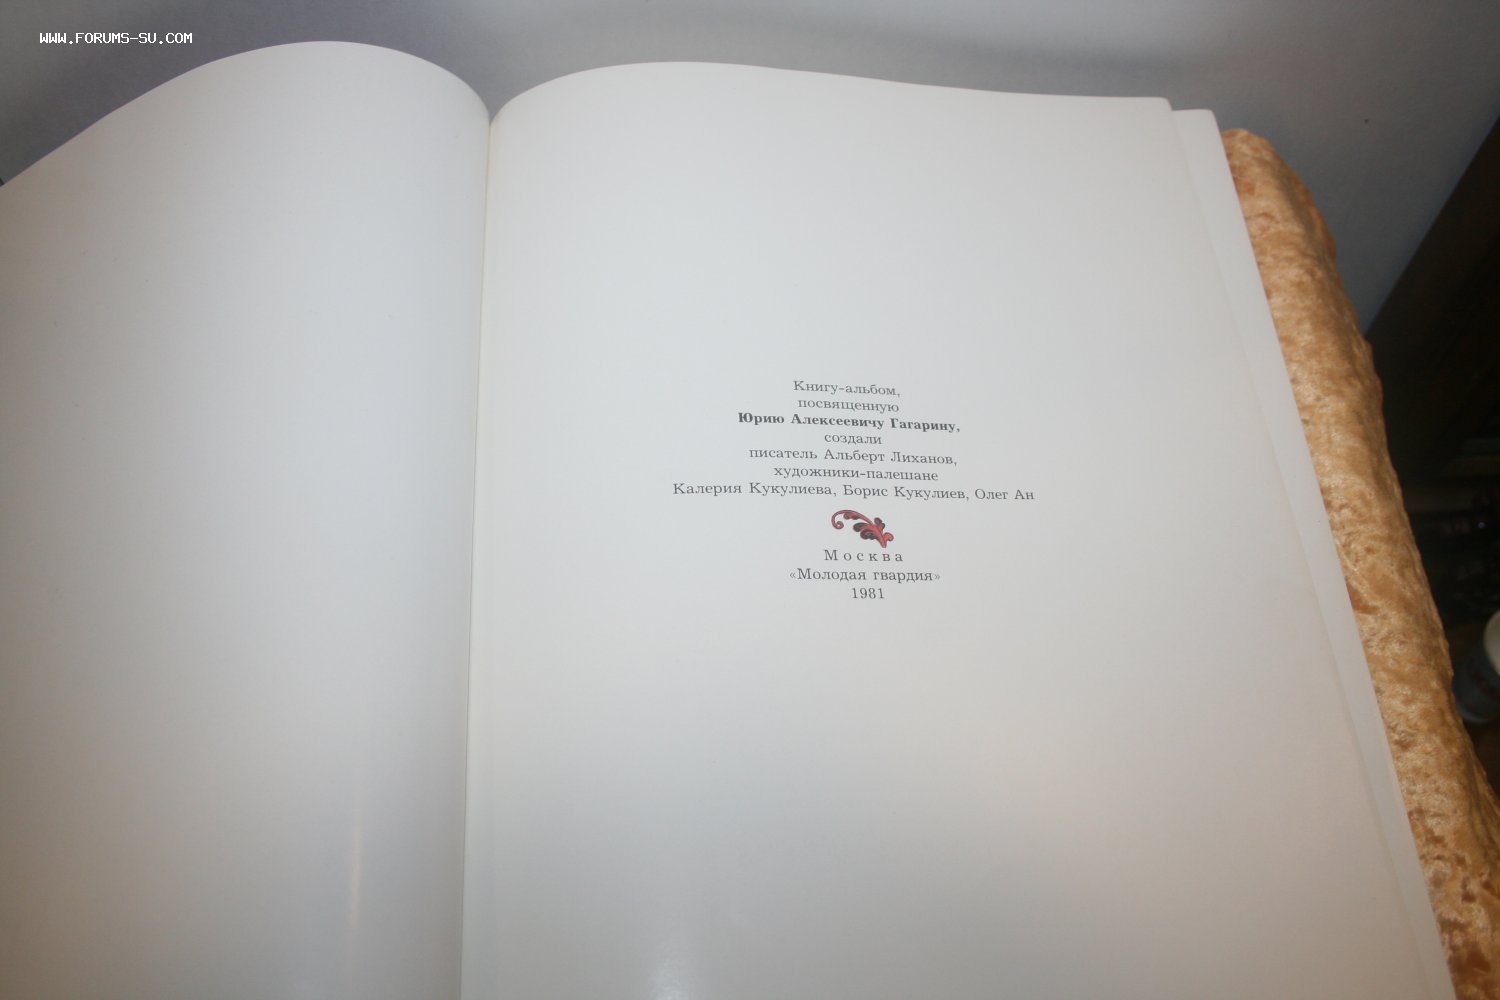 WWW.FORUMS-SU.COM
Книгу-альбом,
посвященную
Юрию Алексеевичу Гагарину,
создали
писатель Альберт Лиханов,
художники-палешане
Калерия Кукулиева, Борис Кукулиев, Олег Ан
Москва
«Молодая гвардия»
1981